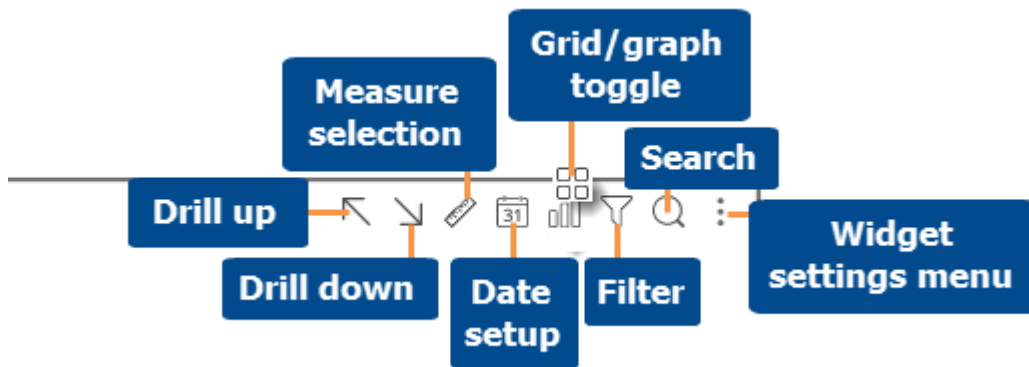 Grid/graph
toggle
Measure
selection
Search
Drill up
31
Widget
settings menu
Drill down
Date
setup
Filter